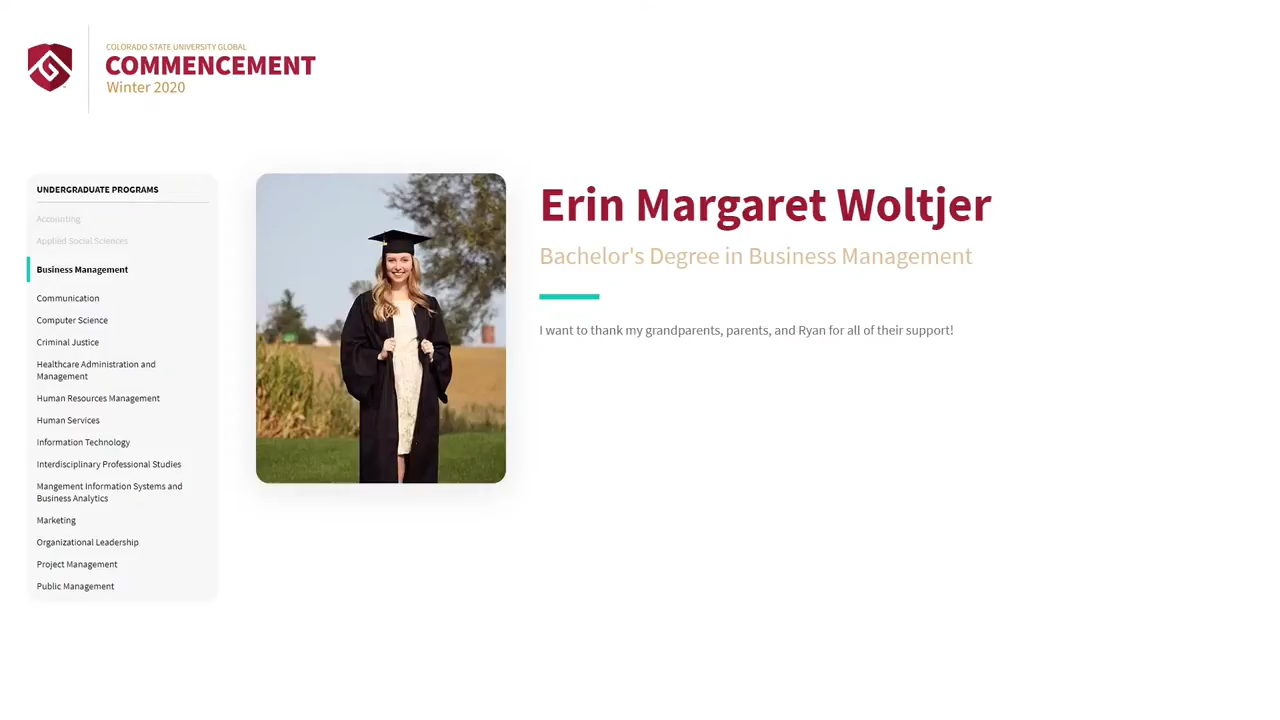 COLORADO STATE UNIVERSITY GLOBAL
COMMENCEMENT
Winter 2020
UNDERGRADUATE PROGRAMS
Accounting
Applied Social Sciences
Business Management
Communication
Computer Science
Criminal Justice
Healthcare Administration and
Management
Human Resources Management
Human Services
Information Technology
Interdisciplinary Professional Studies
Mangement Information Systems and
Business Analytics
Marketing
Organizational Leadership
Project Management
Public Management
Erin Margaret Woltjer
Bachelor's Degree in Business Management
I want to thank my grandparents, parents, and Ryan for all of their support!